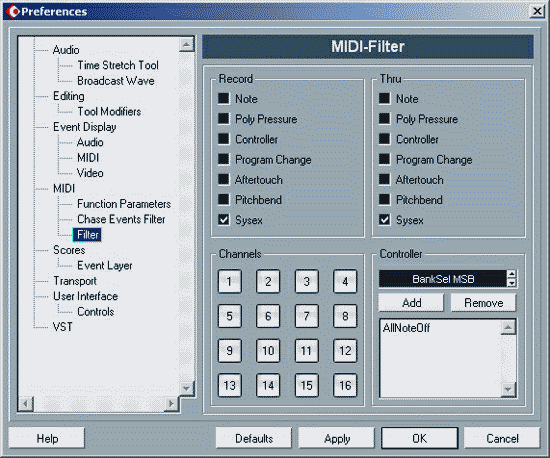 Preferences
Audio
Time Stretch Tool
Broadcast Wave
Editing
Tool Modifiers
Event Display
Audio
MIDI
Video
MIDI
Function Parameters
Chase Events Filter
Filter
Scores
Event Layer
Transport
User Interface
Controls
VST
MIDI-Filter
Record
Note
Poly Pressure
Controller
Program Change
Aftertouch
Pitchbend
Sysex
Thru
Note
Poly Pressure
Controller
Program Change
Aftertouch
Pitchbend
Sysex
Channels
1 2 3 4
5 6 7 8
9 10 11 12
13 14 15 16
Controller
BankSel MSB
Add Remove
AllNoteOff
Help Defaults Apply OK Cancel